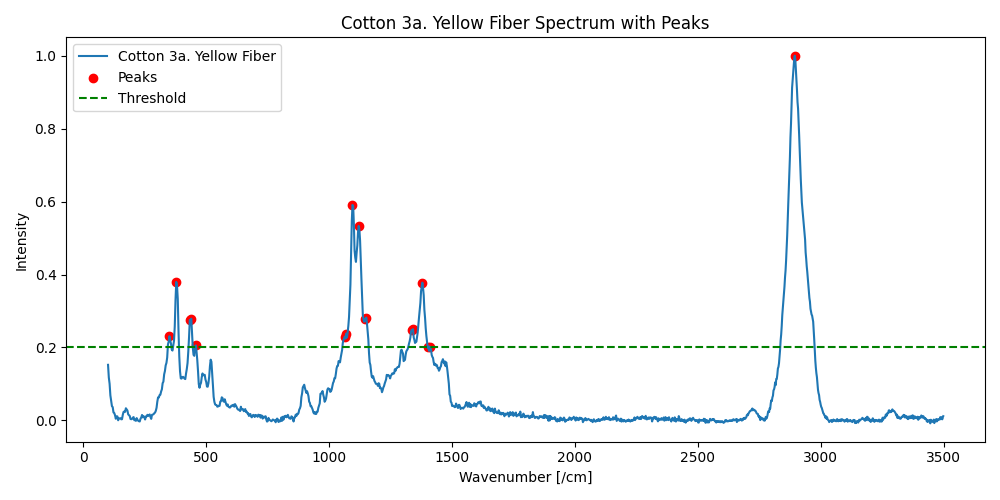 Cotton 3a. Yellow Fiber Spectrum with Peaks
Cotton 3a. Yellow Fiber
Peaks
Threshold
Intensity
1.0
0.8
0.6
0.4
0.2
0.0
0 500 1000 1500 2000 2500 3000 3500
Wavenumber [/cm]